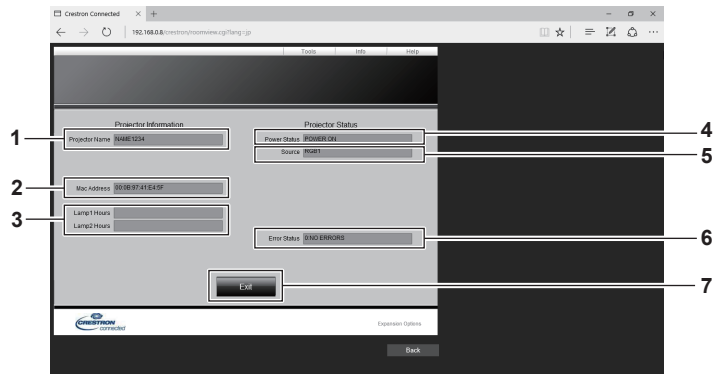 Crestron Connected
192.168.0.8/crestron/roomview.cgi?lang=jp
Tools Info Help
Projector Information Projector Status
Projector Name NAME1234
Power Status POWER ON
Source RGB1
Mac Address 00:0B:97:41:E4:5F
Lamp1 Hours
Lamp2 Hours
Error Status 0:NO ERRORS
Exit
CRESTRON
connected
Expansion Options
Back
1
2
3
4
5
6
7